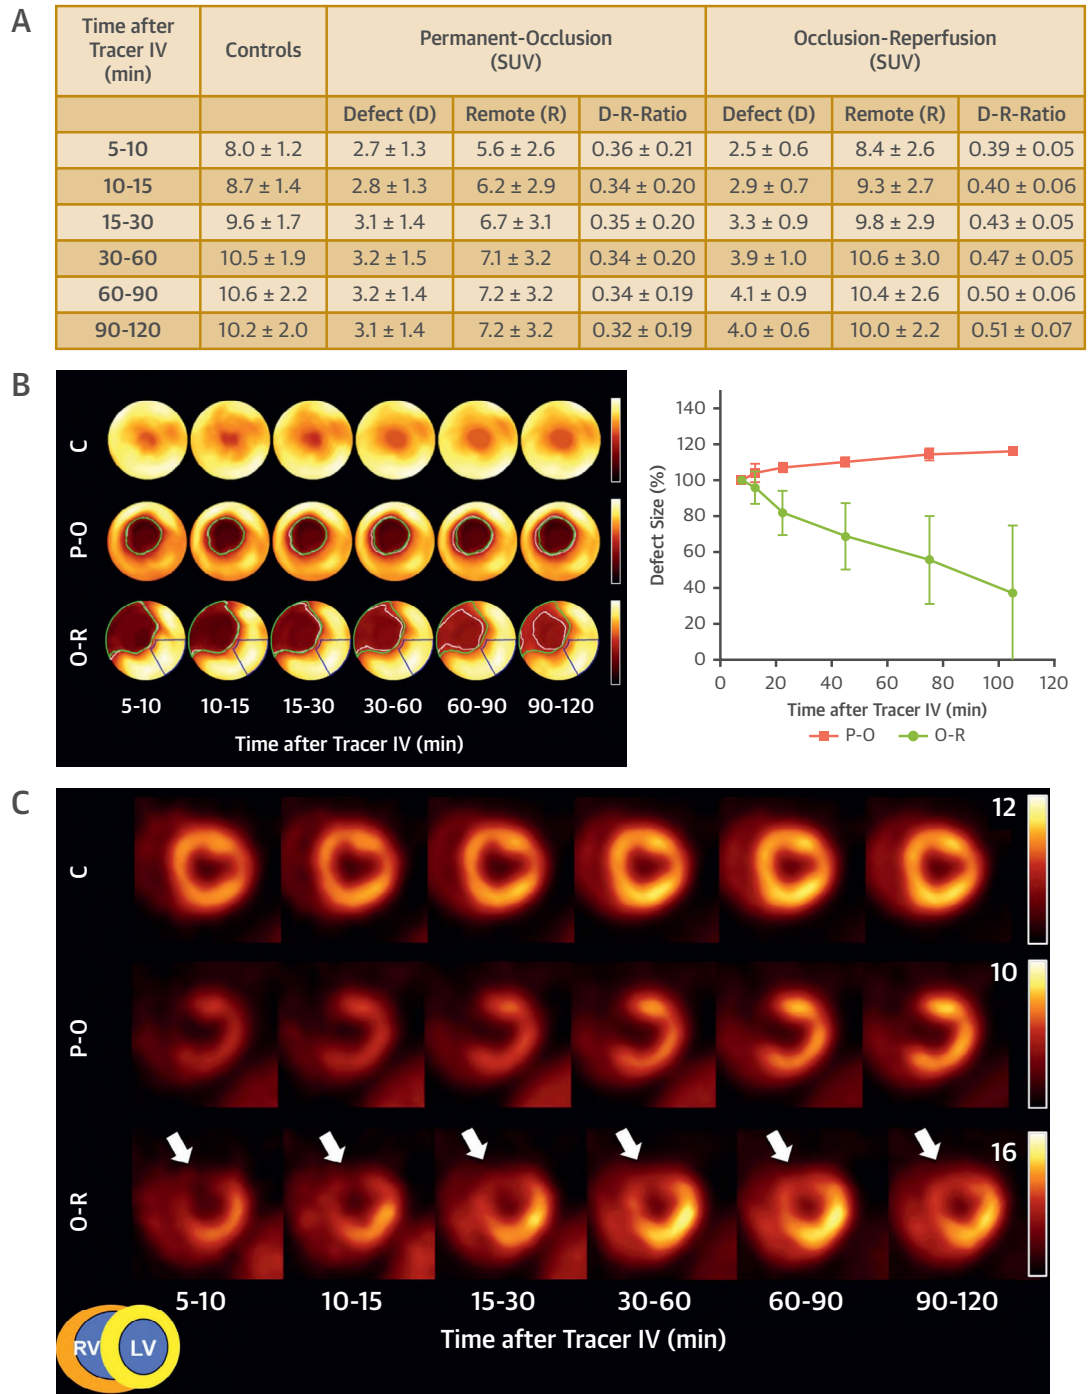 A
Time after Tracer IV (min) Controls Permanent-Occlusion (SUV) Occlusion-Reperfusion (SUV)
Defect (D) Remote (R) D-R-Ratio Defect (D) Remote (R) D-R-Ratio
5-10 8.0 ± 1.2 2.7 ± 1.3 5.6 ± 2.6 0.36 ± 0.21 2.5 ± 0.6 8.4 ± 2.6 0.39 ± 0.05
10-15 8.7 ± 1.4 2.8 ± 1.3 6.2 ± 2.9 0.34 ± 0.20 2.9 ± 0.7 9.3 ± 2.7 0.40 ± 0.06
15-30 9.6 ± 1.7 3.1 ± 1.4 6.7 ± 3.1 0.35 ± 0.20 3.3 ± 0.9 9.8 ± 2.9 0.43 ± 0.05
30-60 10.5 ± 1.9 3.2 ± 1.5 7.1 ± 3.2 0.34 ± 0.20 3.9 ± 1.0 10.6 ± 3.0 0.47 ± 0.05
60-90 10.6 ± 2.2 3.2 ± 1.4 7.2 ± 3.2 0.34 ± 0.19 4.1 ± 0.9 10.4 ± 2.6 0.50 ± 0.06
90-120 10.2 ± 2.0 3.1 ± 1.4 7.2 ± 3.2 0.32 ± 0.19 4.0 ± 0.6 10.0 ± 2.2 0.51 ± 0.07
B
C
P-O
O-R
5-10 10-15 15-30 30-60 60-90 90-120
Time after Tracer IV (min)
Defect Size (%)
140
120
100
80
60
40
20
0
0 20 40 60 80 100 120
Time after Tracer IV (min)
P-O O-R
C
C
12
P-O
10
O-R
16
5-10 10-15 15-30 30-60 60-90 90-120
Time after Tracer IV (min)
RV LV